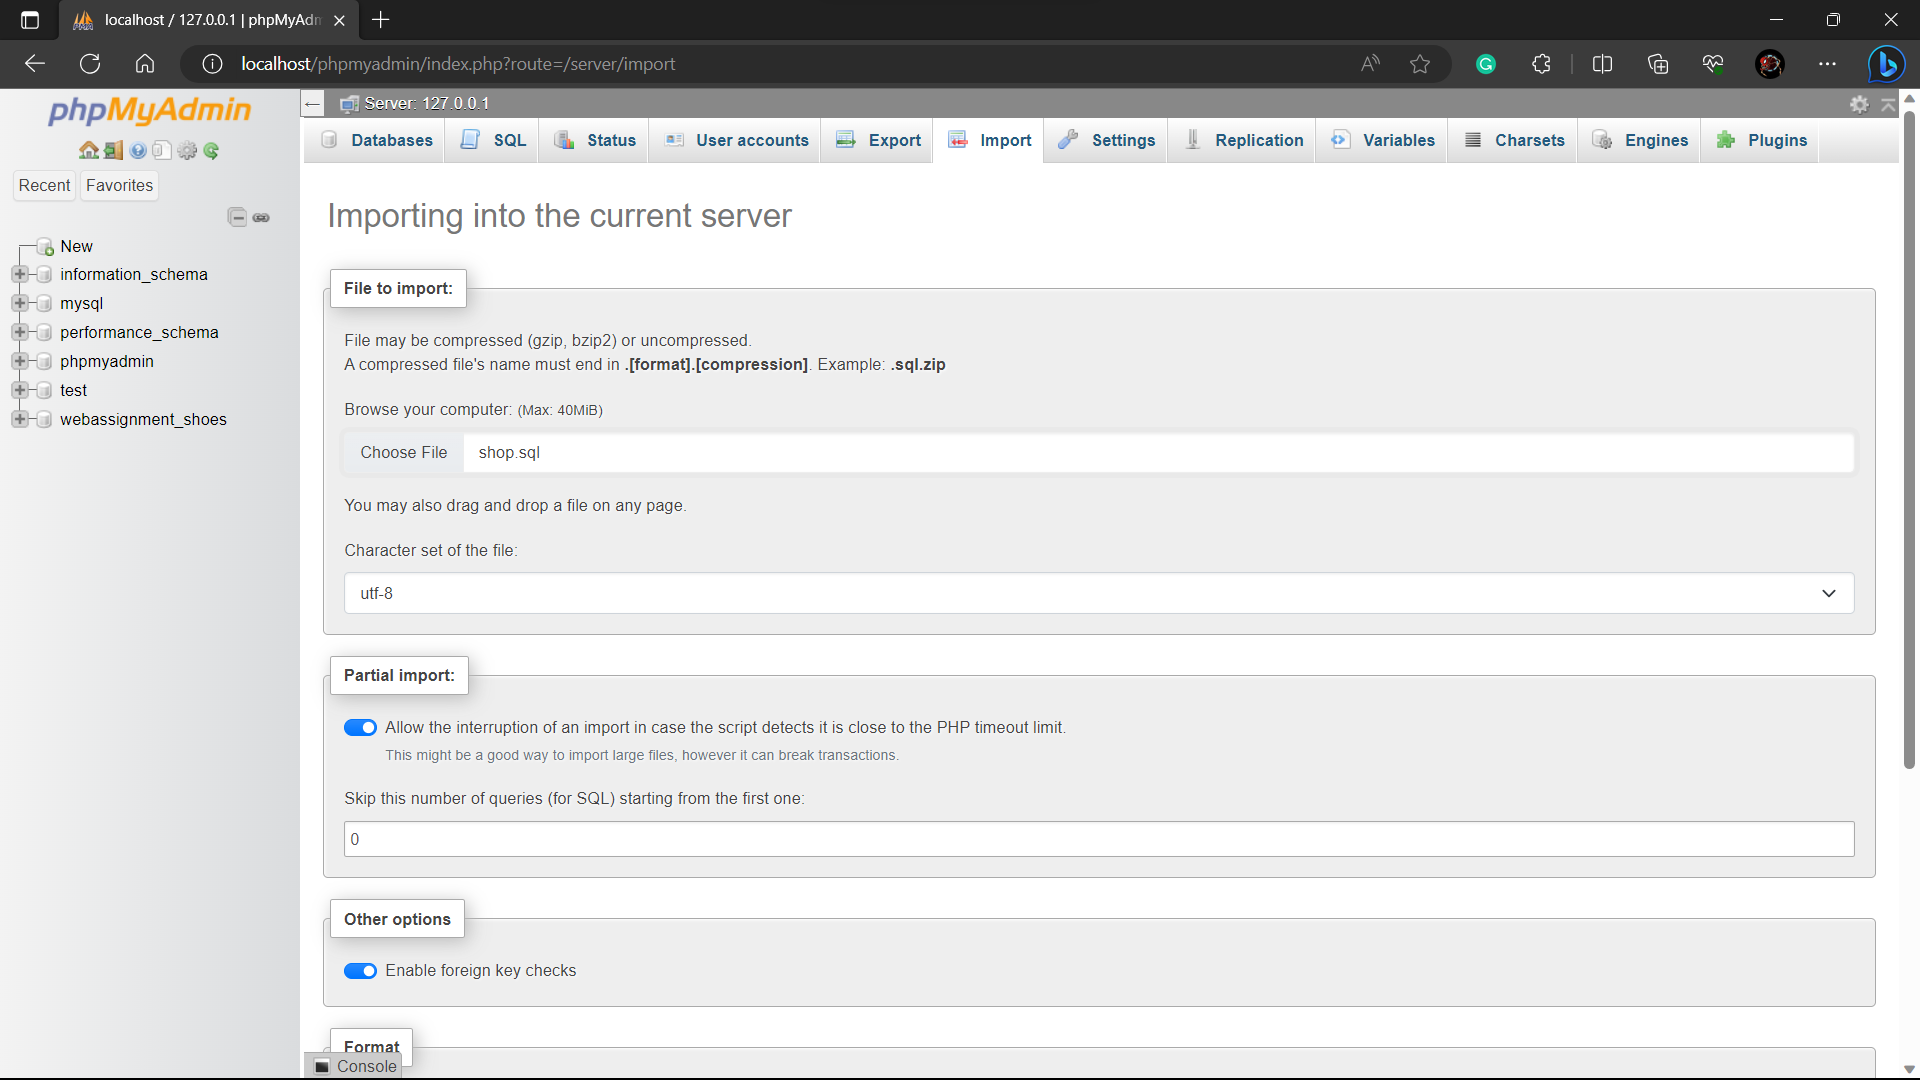 localhost / 127.0.0.1 | phpMyAdm
localhost/phpmyadmin/index.php?route=/server/import
phpMyAdmin
Recent
Favorites
New
information_schema
mysql
performance_schema
phpmyadmin
test
webassignment_shoes
Server: 127.0.0.1
Databases
SQL
Status
User accounts
Export
Import
Settings
Replication
Variables
Charsets
Engines
Plugins
Importing into the current server
File to import:
File may be compressed (gzip, bzip2) or uncompressed.
A compressed file's name must end in .[format].[compression]. Example: .sql.zip
Browse your computer: (Max: 40MiB)
Choose File
shop.sql
You may also drag and drop a file on any page.
Character set of the file:
utf-8
Partial import:
Allow the interruption of an import in case the script detects it is close to the PHP timeout limit.
This might be a good way to import large files, however it can break transactions.
Skip this number of queries (for SQL) starting from the first one:
0
Other options
Enable foreign key checks
Format
Console